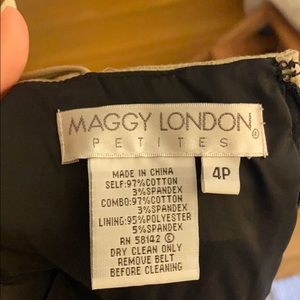 MAGGY LONDON®
PETITES
4P
MADE IN CHINA
SELF:97%COTTON
3%SPANDEX
COMBO:97%COTTON
3%SPANDEX
LINING:95%POLYESTER
5%SPANDEX
RN 58142 ©
DRY CLEAN ONLY
REMOVE BELT
BEFORE CLEANING